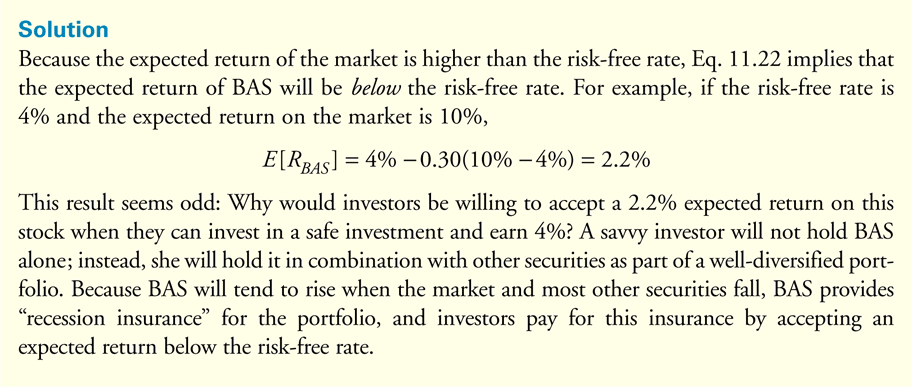 Solution
Because the expected return of the market is higher than the risk-free rate, Eq. 11.22 implies that
the expected return of BAS will be below the risk-free rate. For example, if the risk-free rate is
4% and the expected return on the market is 10%,
E[R_BAS] = 4% − 0.30(10% − 4%) = 2.2%
This result seems odd: Why would investors be willing to accept a 2.2% expected return on this
stock when they can invest in a safe investment and earn 4%? A savvy investor will not hold BAS
alone; instead, she will hold it in combination with other securities as part of a well-diversified port-
folio. Because BAS will tend to rise when the market and most other securities fall, BAS provides
“recession insurance” for the portfolio, and investors pay for this insurance by accepting an
expected return below the risk-free rate.